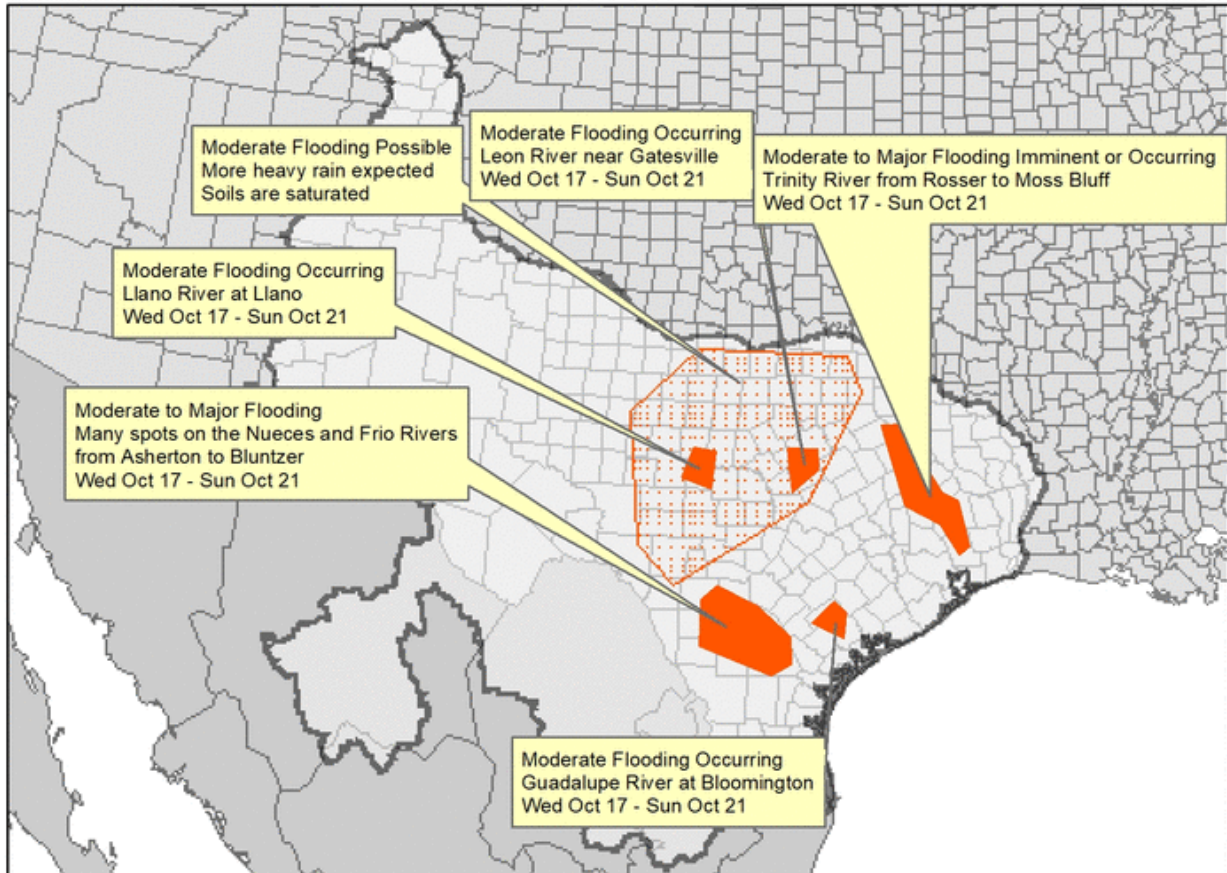 Moderate Flooding Possible
More heavy rain expected
Soils are saturated
Moderate Flooding Occurring
Leon River near Gatesville
Wed Oct 17 - Sun Oct 21
Moderate to Major Flooding Imminent or Occurring
Trinity River from Rosser to Moss Bluff
Wed Oct 17 - Sun Oct 21
Moderate Flooding Occurring
Llano River at Llano
Wed Oct 17 - Sun Oct 21
Moderate to Major Flooding
Many spots on the Nueces and Frio Rivers
from Asherton to Bluntzer
Wed Oct 17 - Sun Oct 21
Moderate Flooding Occurring
Guadalupe River at Bloomington
Wed Oct 17 - Sun Oct 21